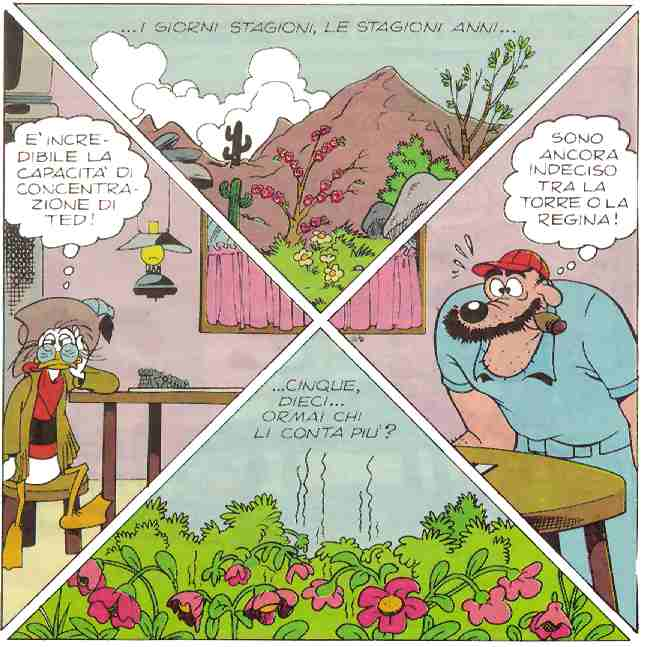 ...I GIORNI STAGIONI, LE STAGIONI ANNI...
E' INCRE-
DIBILE LA
CAPACITA' DI
CONCENTRA-
ZIONE DI
TED!
SONO
ANCORA
INDECISO
TRA LA
TORRE O LA
REGINA!
...CINQUE,
DIECI...
ORMAI CHI
LI CONTA PIU'?